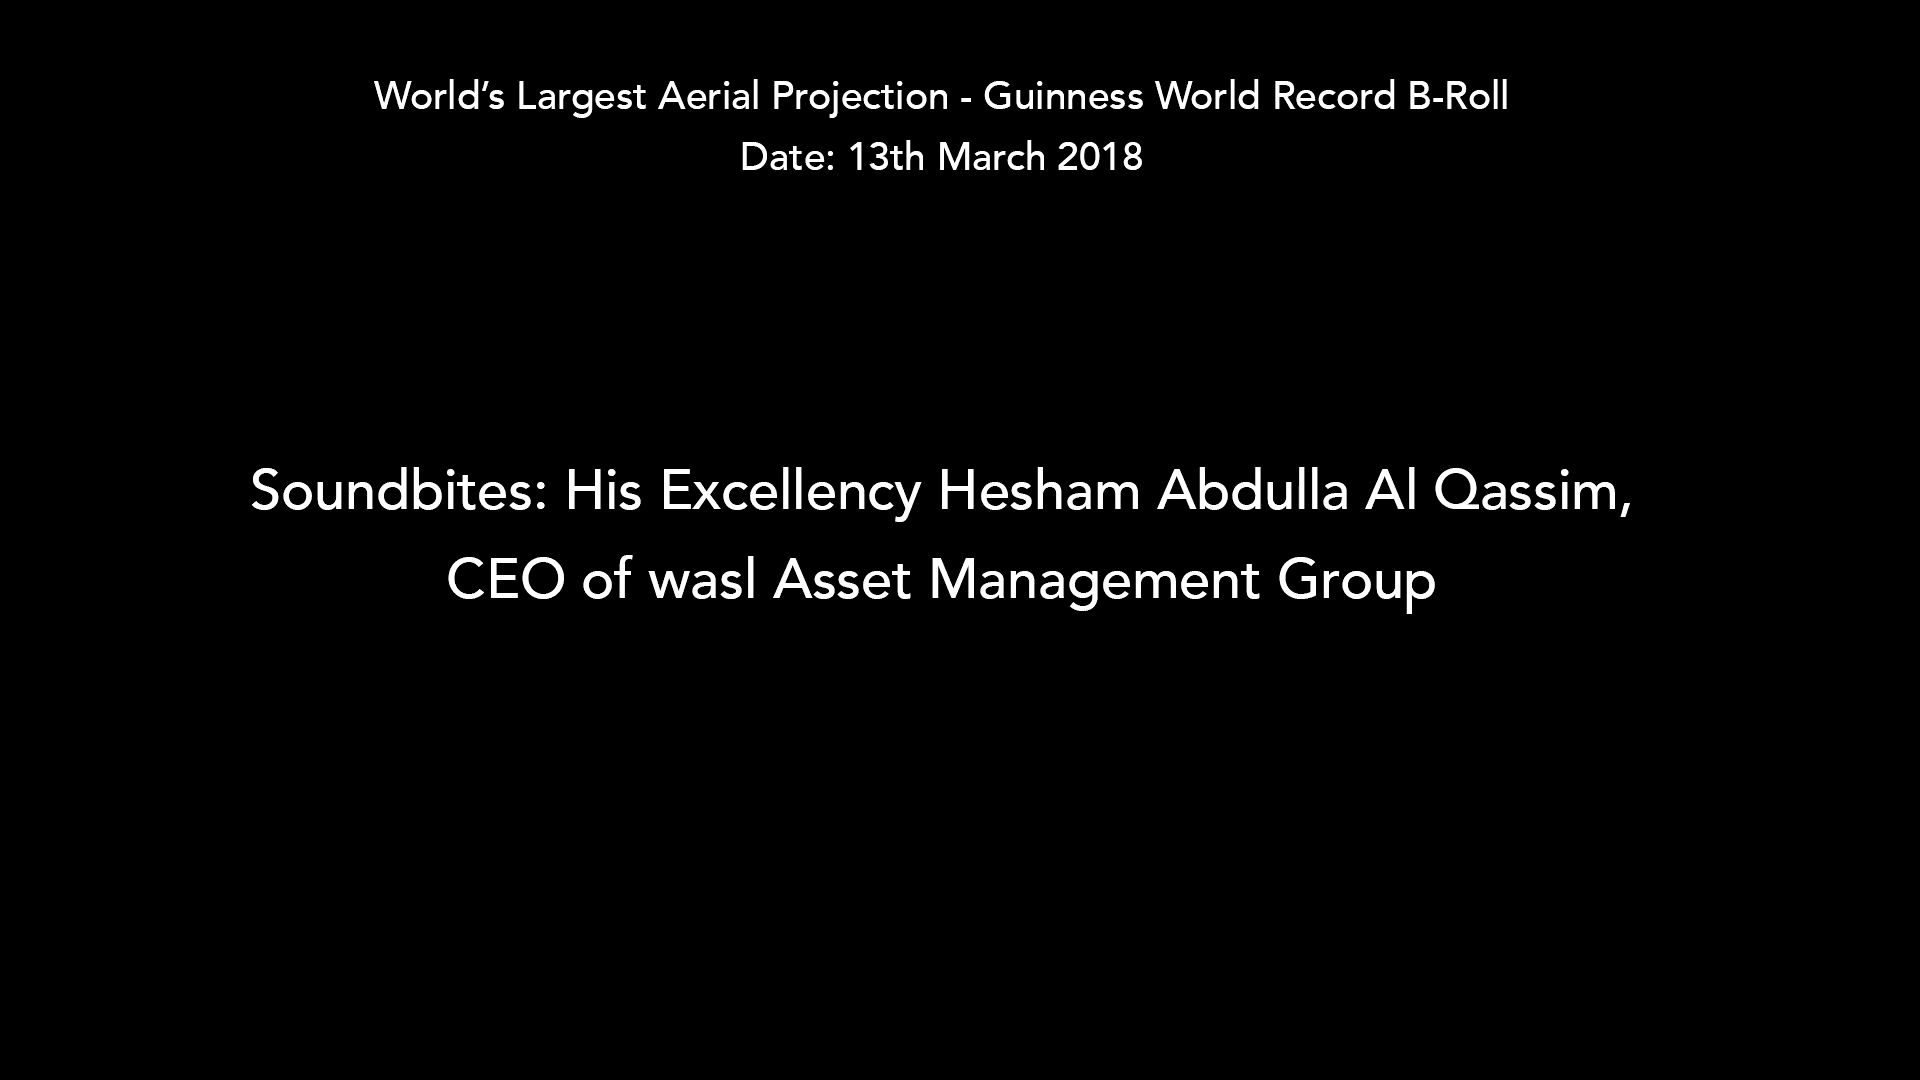 World’s Largest Aerial Projection - Guinness World Record B-Roll
Date: 13th March 2018
Soundbites: His Excellency Hesham Abdulla Al Qassim,
CEO of wasl Asset Management Group